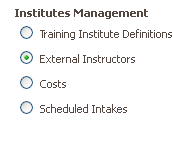 Institutes Management
Training Institute Definitions
External Instructors
Costs
Scheduled Intakes